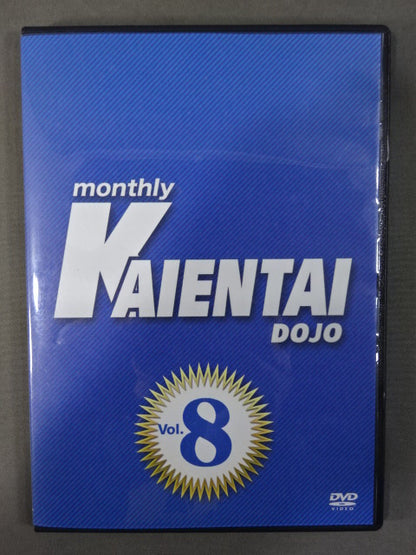 monthly
KAIENTAI
DOJO
Vol. 8
DVD
VIDEO